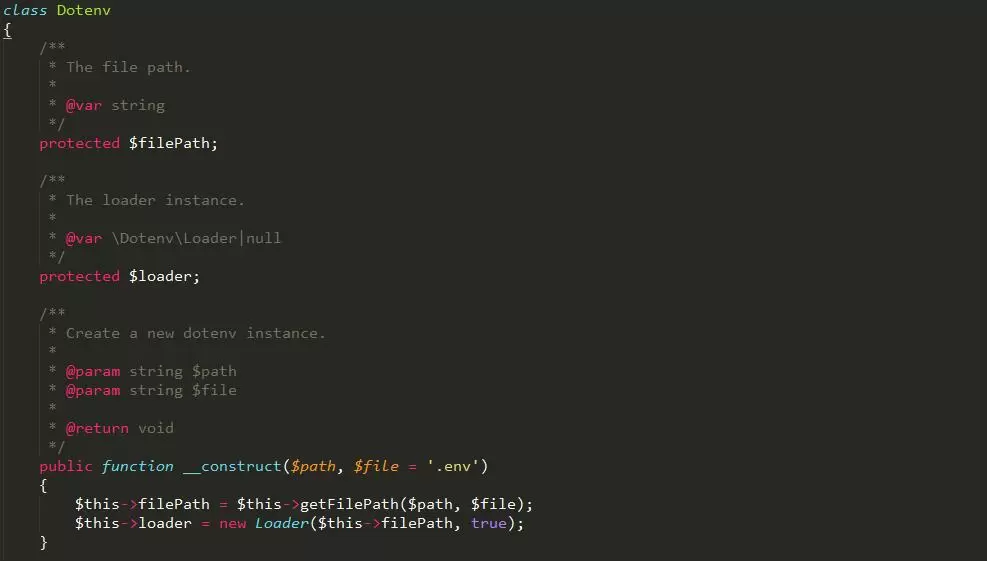 class Dotenv
{
    /**
     * The file path.
     *
     * @var string
     */
    protected $filePath;

    /**
     * The loader instance.
     *
     * @var \Dotenv\Loader|null
     */
    protected $loader;

    /**
     * Create a new dotenv instance.
     *
     * @param string $path
     * @param string $file
     *
     * @return void
     */
    public function __construct($path, $file = '.env')
    {
        $this->filePath = $this->getFilePath($path, $file);
        $this->loader = new Loader($this->filePath, true);
    }